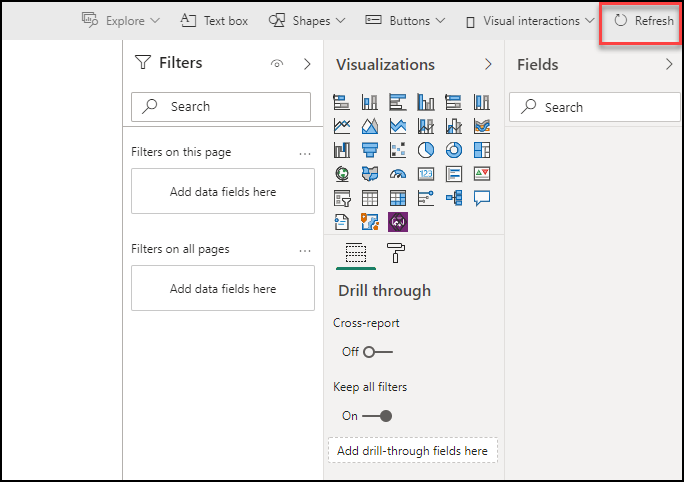 Explore
Text box
Shapes
Buttons
Visual interactions
Refresh
Filters
Search
Filters on this page
...
Add data fields here
Filters on all pages
...
Add data fields here
Visualizations
123
Drill through
Cross-report
Off
Keep all filters
On
Add drill-through fields here
Fields
Search